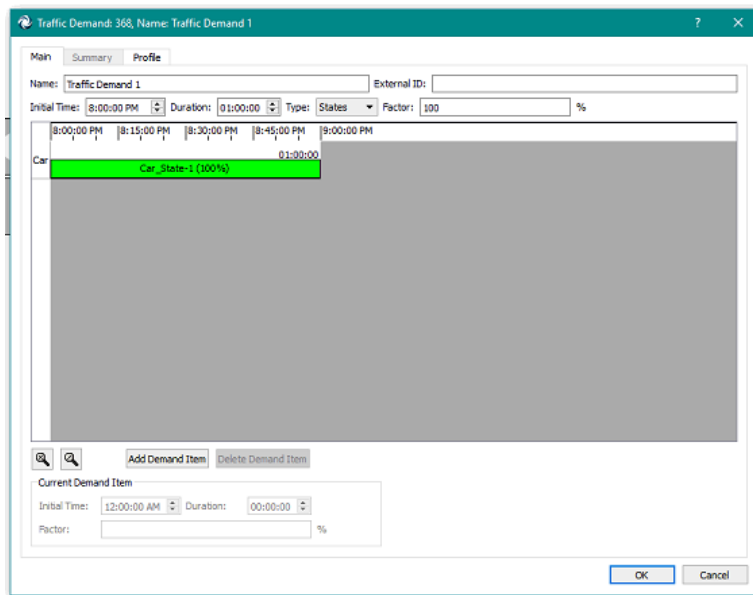 Traffic Demand: 368, Name: Traffic Demand 1
Main Summary Profile
Name: Traffic Demand 1 External ID:
Initial Time: 8:00:00 PM Duration: 01:00:00 Type: States Factor: 100 %
8:00:00 PM 8:15:00 PM 8:30:00 PM 8:45:00 PM 9:00:00 PM
01:00:00
Car
Car_State-1 (100%)
Add Demand Item Delete Demand Item
Current Demand Item
Initial Time: 12:00:00 AM Duration: 00:00:00
Factor: %
OK Cancel